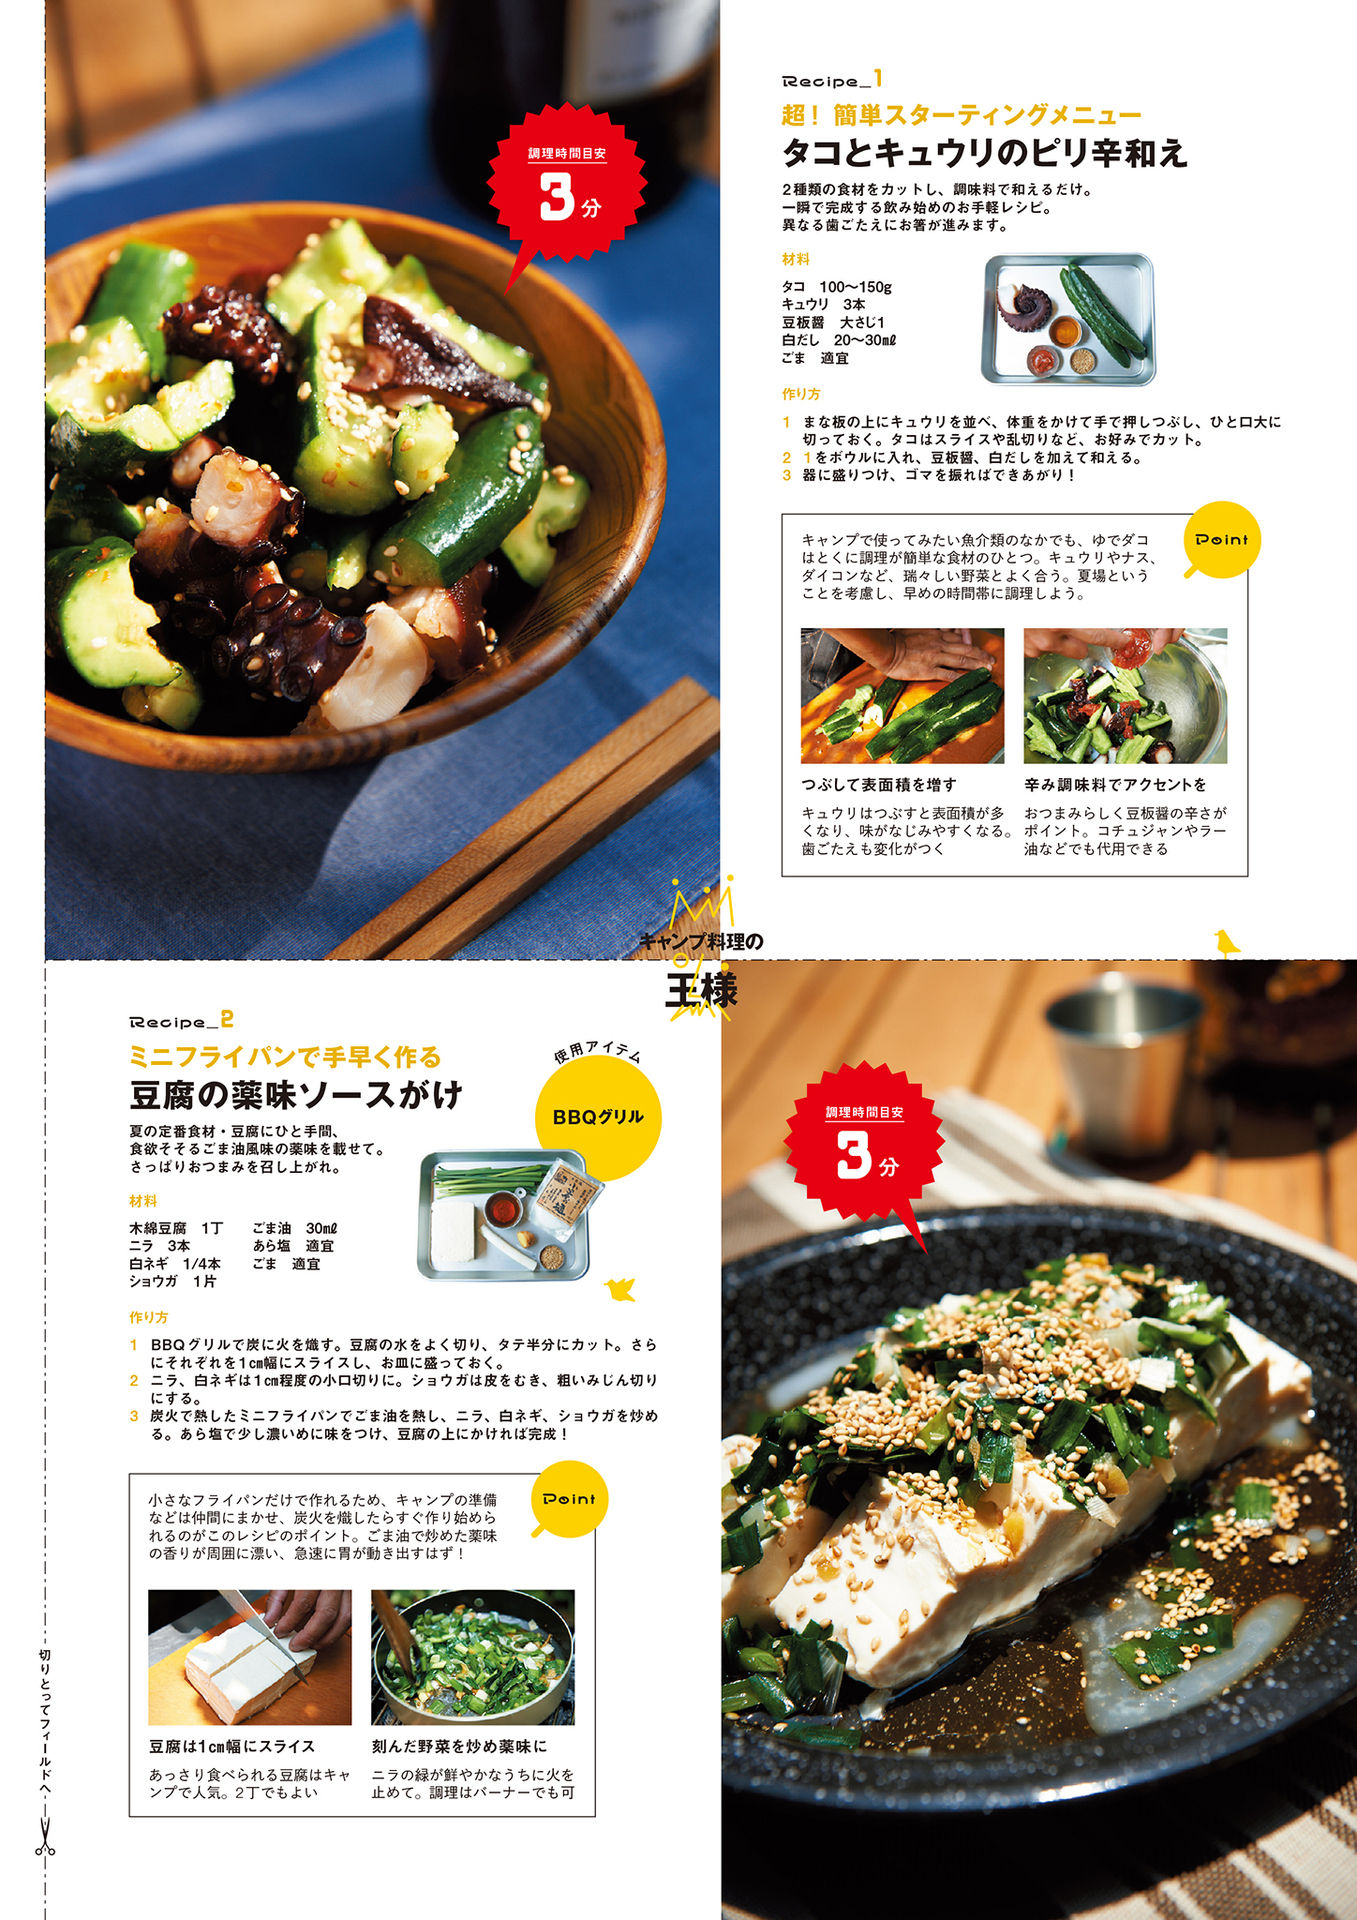 調理時間目安
3分
Recipe_1
超！簡単スターティングメニュー
タコとキュウリのピリ辛和え
2種類の食材をカットし、調味料で和えるだけ。
一瞬で完成する飲み始めのお手軽レシピ。
異なる歯ごたえにお箸が進みます。
材料
タコ　100〜150g
キュウリ　3本
豆板醤　大さじ1
白だし　20〜30㎖
ごま　適宜
作り方
1 まな板の上にキュウリを並べ、体重をかけて手で押しつぶし、ひと口大に
切っておく。タコはスライスや乱切りなど、お好みでカット。
2 1をボウルに入れ、豆板醤、白だしを加えて和える。
3 器に盛りつけ、ゴマを振ればできあがり！
Point
キャンプで使ってみたい魚介類のなかでも、ゆでダコ
はとくに調理が簡単な食材のひとつ。キュウリやナス、
ダイコンなど、瑞々しい野菜とよく合う。夏場という
ことを考慮し、早めの時間帯に調理しよう。
つぶして表面積を増す
キュウリはつぶすと表面積が多
くなり、味がなじみやすくなる。
歯ごたえも変化がつく
辛み調味料でアクセントを
おつまみらしく豆板醤の辛さが
ポイント。コチュジャンやラー
油などでも代用できる
キャンプ料理の
王様
Recipe_2
ミニフライパンで手早く作る
豆腐の薬味ソースがけ
使用アイテム
BBQグリル
夏の定番食材・豆腐にひと手間、
食欲そそるごま油風味の薬味を載せて。
さっぱりおつまみを召し上がれ。
材料
木綿豆腐　1丁
ニラ　3本
白ネギ　1/4本
ショウガ　1片
ごま油　30㎖
あら塩　適宜
ごま　適宜
作り方
1 BBQグリルで炭に火を熾す。豆腐の水をよく切り、タテ半分にカット。さら
にそれぞれを1㎝幅にスライスし、お皿に盛っておく。
2 ニラ、白ネギは1㎝程度の小口切りに。ショウガは皮をむき、粗いみじん切り
にする。
3 炭火で熱したミニフライパンでごま油を熱し、ニラ、白ネギ、ショウガを炒め
る。あら塩で少し濃いめに味をつけ、豆腐の上にかければ完成！
Point
小さなフライパンだけで作れるため、キャンプの準備
などは仲間にまかせ、炭火を熾したらすぐ作り始めら
れるのがこのレシピのポイント。ごま油で炒めた薬味
の香りが周囲に漂い、急速に胃が動き出すはず！
豆腐は1㎝幅にスライス
あっさり食べられる豆腐はキャ
ンプで人気。2丁でもよい
刻んだ野菜を炒め薬味に
ニラの緑が鮮やかなうちに火を
止めて。調理はバーナーでも可
調理時間目安
3分
切りとってフィールドへ